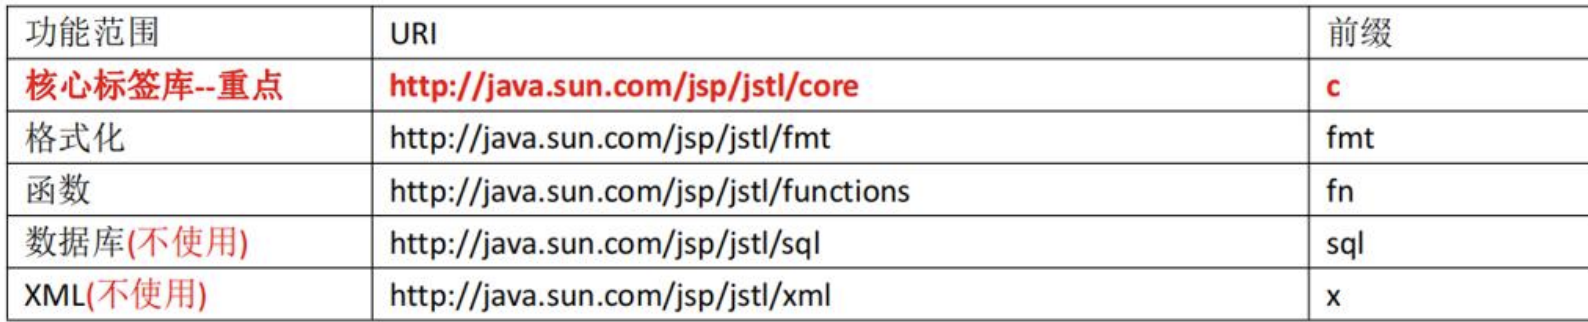 功能范围 URI 前缀
核心标签库--重点 http://java.sun.com/jsp/jstl/core c
格式化 http://java.sun.com/jsp/jstl/fmt fmt
函数 http://java.sun.com/jsp/jstl/functions fn
数据库(不使用) http://java.sun.com/jsp/jstl/sql sql
XML(不使用) http://java.sun.com/jsp/jstl/xml x